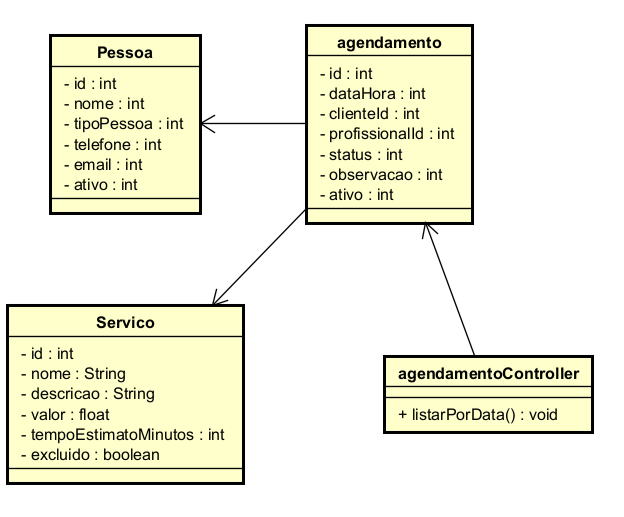 Pessoa
- id : int
- nome : int
- tipoPessoa : int
- telefone : int
- email : int
- ativo : int
agendamento
- id : int
- dataHora : int
- clienteId : int
- profissionalId : int
- status : int
- observacao : int
- ativo : int
Servico
- id : int
- nome : String
- descricao : String
- valor : float
- tempoEstimatoMinutos : int
- excluido : boolean
agendamentoController
+ listarPorData() : void